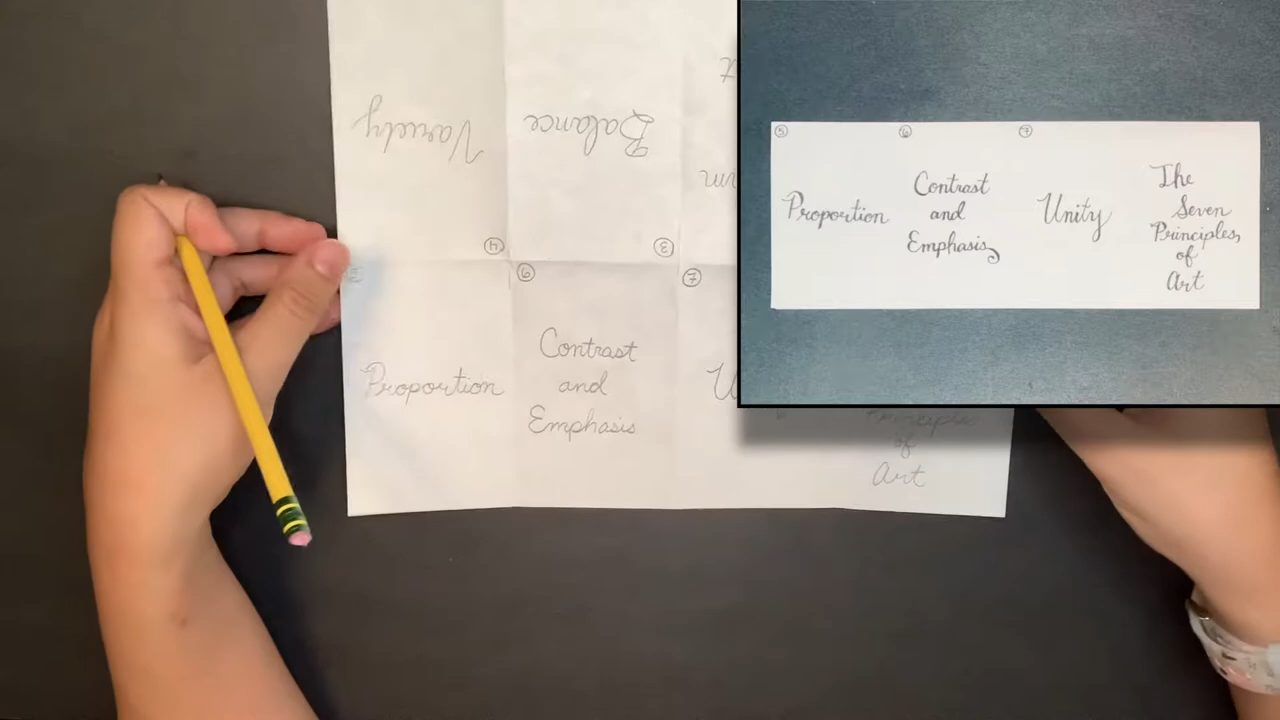 Variety
Balance
4
3
6
7
Proportion
Contrast
and
Emphasis
Principles
of
Art
5
6
7
Proportion
Contrast
and
Emphasis
Unity
The
Seven
Principles
of
Art